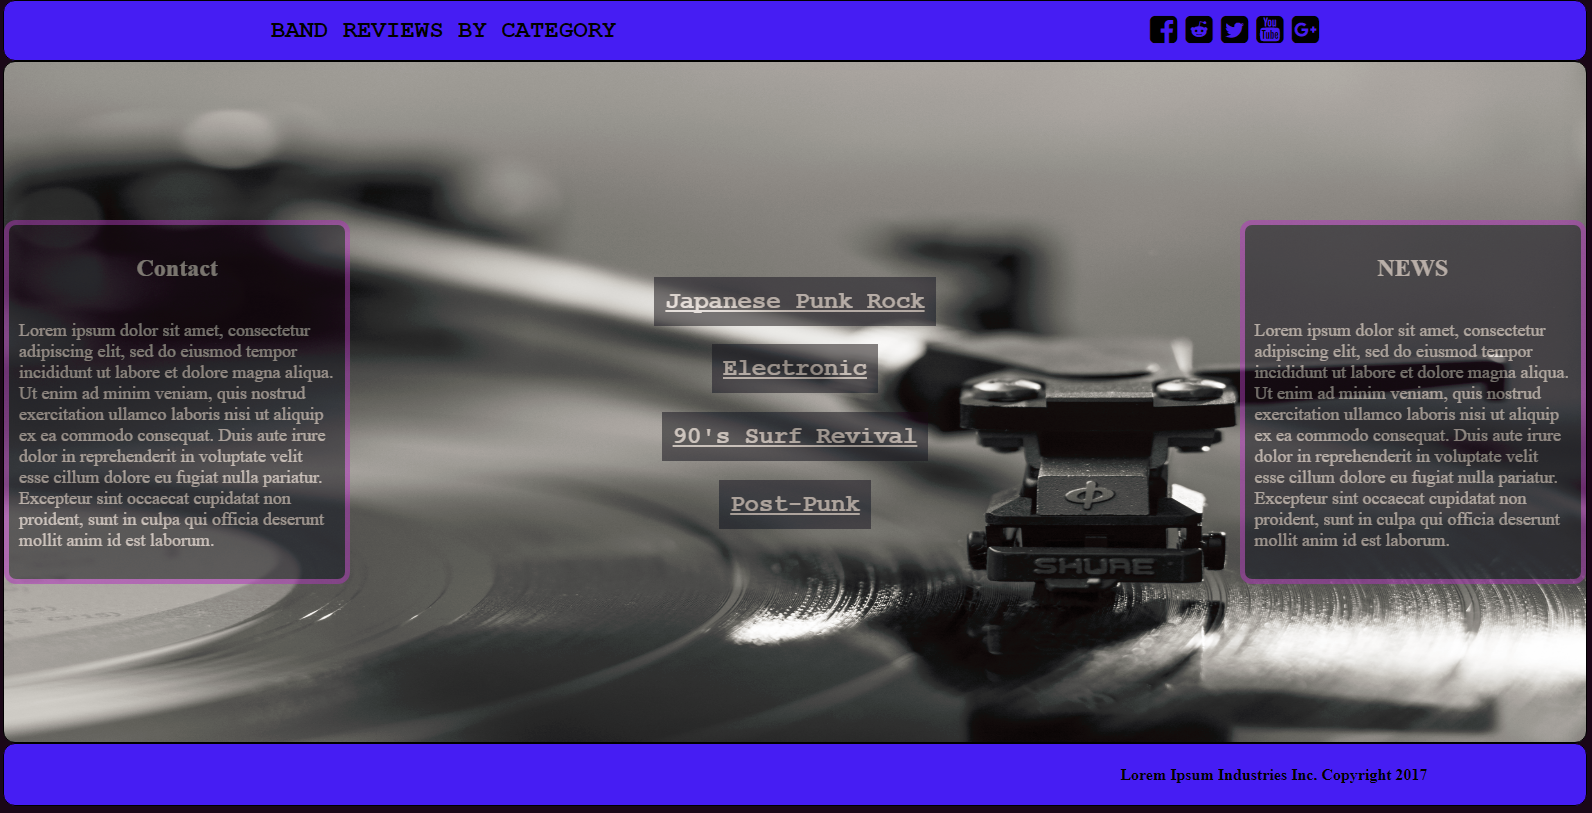 BAND REVIEWS BY CATEGORY
You
Tube
G+
Contact
Lorem ipsum dolor sit amet, consectetur
adipiscing elit, sed do eiusmod tempor
incididunt ut labore et dolore magna aliqua.
Ut enim ad minim veniam, quis nostrud
exercitation ullamco laboris nisi ut aliquip
ex ea commodo consequat. Duis aute irure
dolor in reprehenderit in voluptate velit
esse cillum dolore eu fugiat nulla pariatur.
Excepteur sint occaecat cupidatat non
proident, sunt in culpa qui officia deserunt
mollit anim id est laborum.
Japanese Punk Rock
Electronic
90's Surf Revival
Post-Punk
SHURE
NEWS
Lorem ipsum dolor sit amet, consectetur
adipiscing elit, sed do eiusmod tempor
incididunt ut labore et dolore magna aliqua.
Ut enim ad minim veniam, quis nostrud
exercitation ullamco laboris nisi ut aliquip
ex ea commodo consequat. Duis aute irure
dolor in reprehenderit in voluptate velit
esse cillum dolore eu fugiat nulla pariatur.
Excepteur sint occaecat cupidatat non
proident, sunt in culpa qui officia deserunt
mollit anim id est laborum.
Lorem Ipsum Industries Inc. Copyright 2017